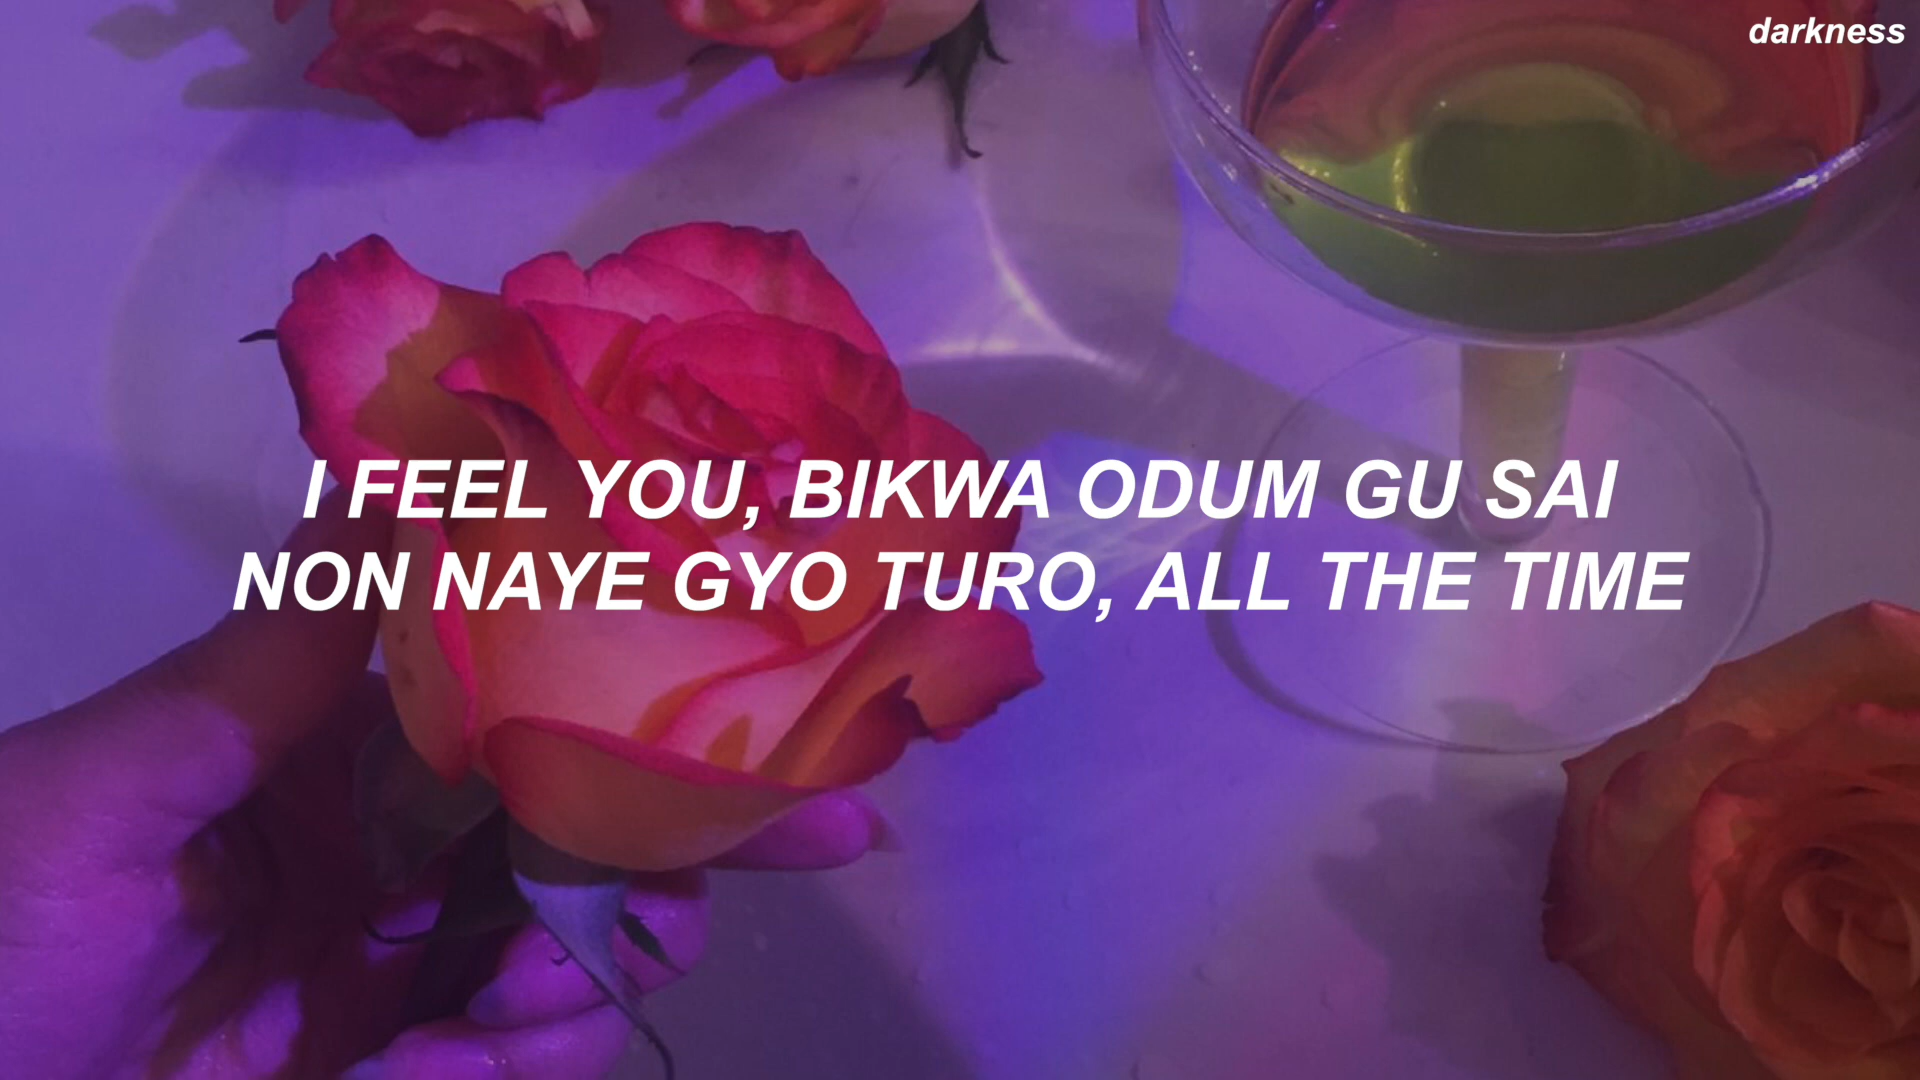 darkness
I FEEL YOU, BIKWA ODUM GU SAI
NON NAYE GYO TURO, ALL THE TIME